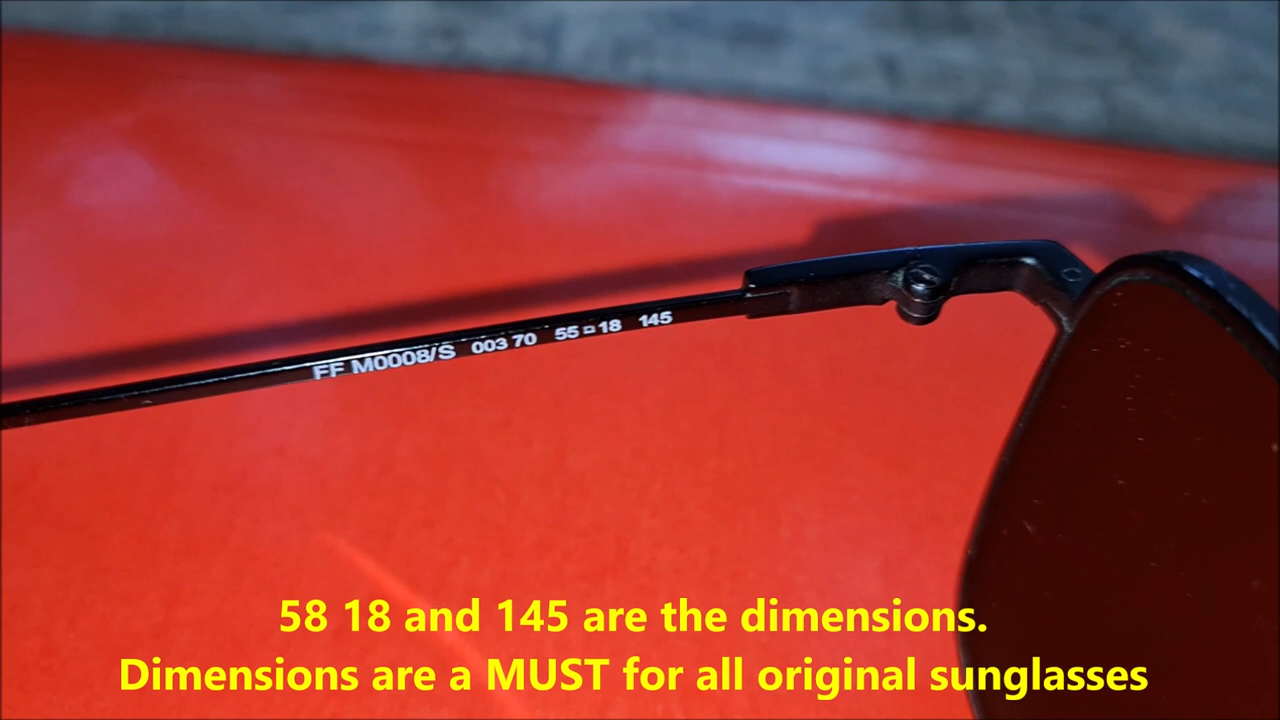 FF M0008/S 003 70 55□18 145
58 18 and 145 are the dimensions.
Dimensions are a MUST for all original sunglasses